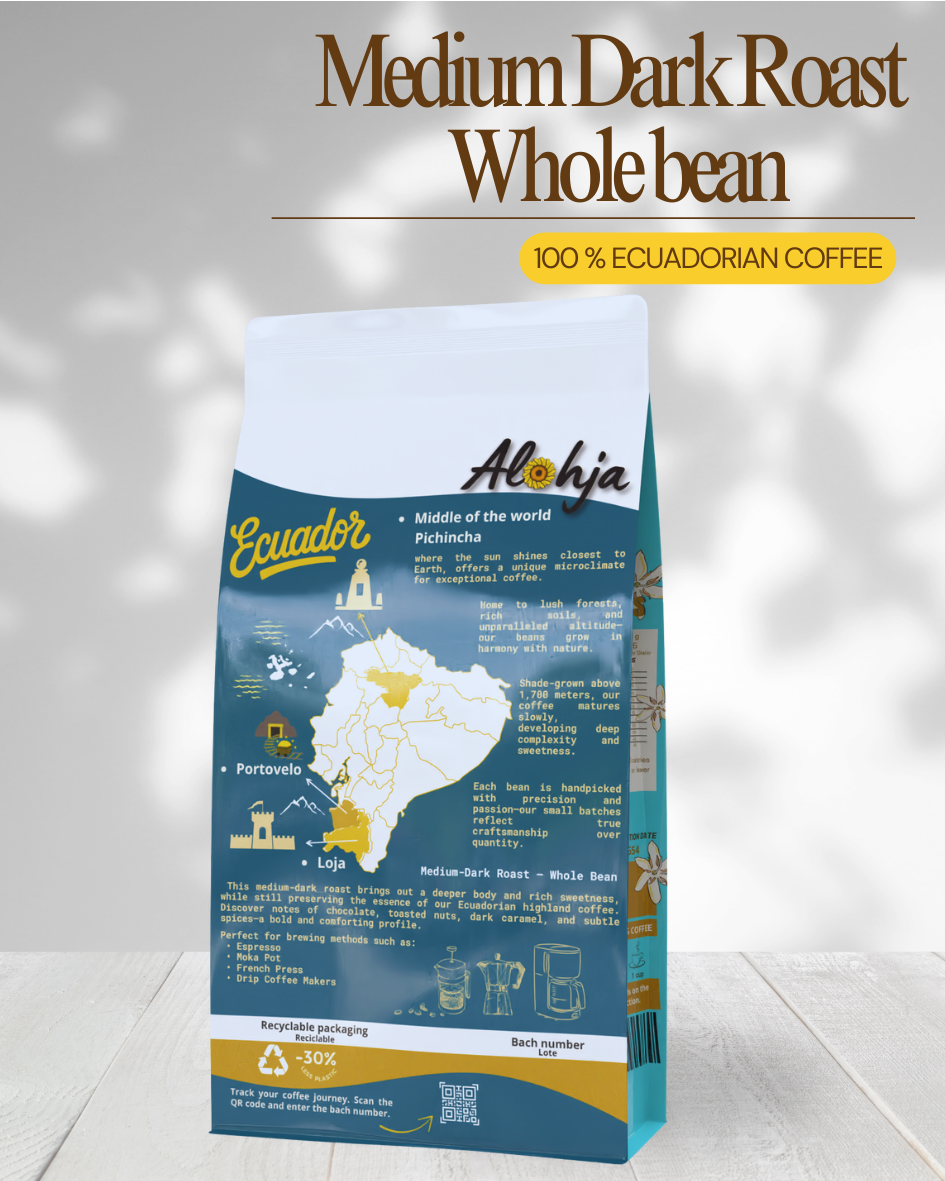 Medium Dark Roast
Whole bean
100 % ECUADORIAN COFFEE
Alohja
Ecuador
• Middle of the world
Pichincha
where the sun shines closest to
Earth, offers a unique microclimate
for exceptional coffee.
Home to lush forests,
rich soils and
unparalleled altitude—
our beans grow in
harmony with nature.
Shade-grown above
1,700 meters, our
coffee matures
slowly,
developing deep
complexity and
sweetness.
• Portovelo
Each bean is handpicked
with precision and
passion—our small batches
reflect true
craftsmanship over
quantity.
• Loja
Medium-Dark Roast – Whole Bean
This medium-dark roast brings out a deeper body and rich sweetness,
while still preserving the essence of our Ecuadorian highland coffee.
Discover notes of chocolate, toasted nuts, dark caramel, and subtle
spices—a bold and comforting profile.
Perfect for brewing methods such as:
• Espresso
• Moka Pot
• French Press
• Drip Coffee Makers
Recyclable packaging
Reciclable
Bach number
Lote
-30%
LESS PLASTIC
Track your coffee journey. Scan the
QR code and enter the bach number.
TION DATE
COFFEE
1 cup
on the